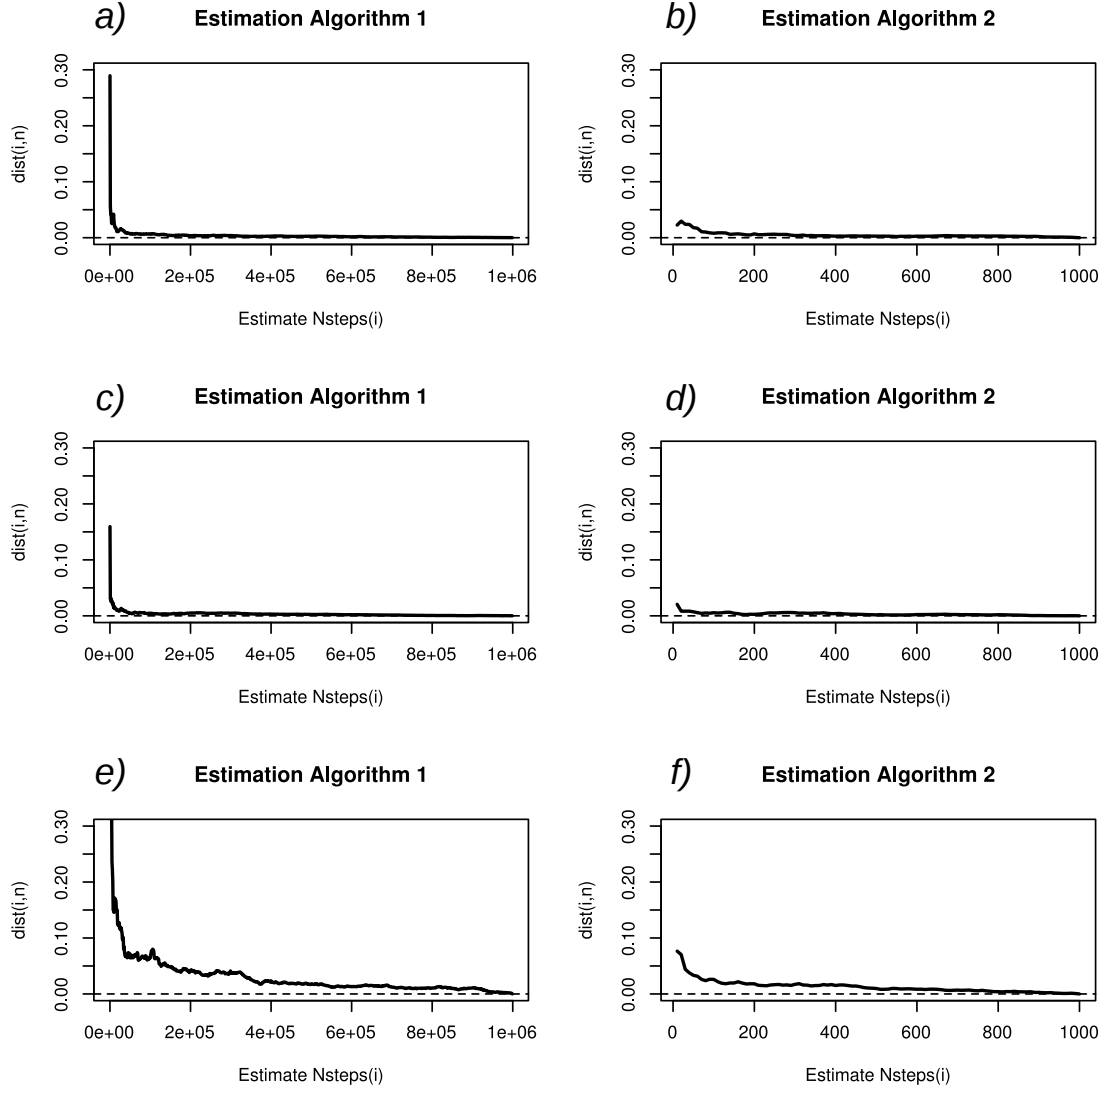 a) Estimation Algorithm 1
dist(i,n)
0.00 0.10 0.20 0.30
0e+00 2e+05 4e+05 6e+05 8e+05 1e+06
Estimate Nsteps(i)
b) Estimation Algorithm 2
dist(i,n)
0.00 0.10 0.20 0.30
0 200 400 600 800 1000
Estimate Nsteps(i)
c) Estimation Algorithm 1
dist(i,n)
0.00 0.10 0.20 0.30
0e+00 2e+05 4e+05 6e+05 8e+05 1e+06
Estimate Nsteps(i)
d) Estimation Algorithm 2
dist(i,n)
0.00 0.10 0.20 0.30
0 200 400 600 800 1000
Estimate Nsteps(i)
e) Estimation Algorithm 1
dist(i,n)
0.00 0.10 0.20 0.30
0e+00 2e+05 4e+05 6e+05 8e+05 1e+06
Estimate Nsteps(i)
f) Estimation Algorithm 2
dist(i,n)
0.00 0.10 0.20 0.30
0 200 400 600 800 1000
Estimate Nsteps(i)